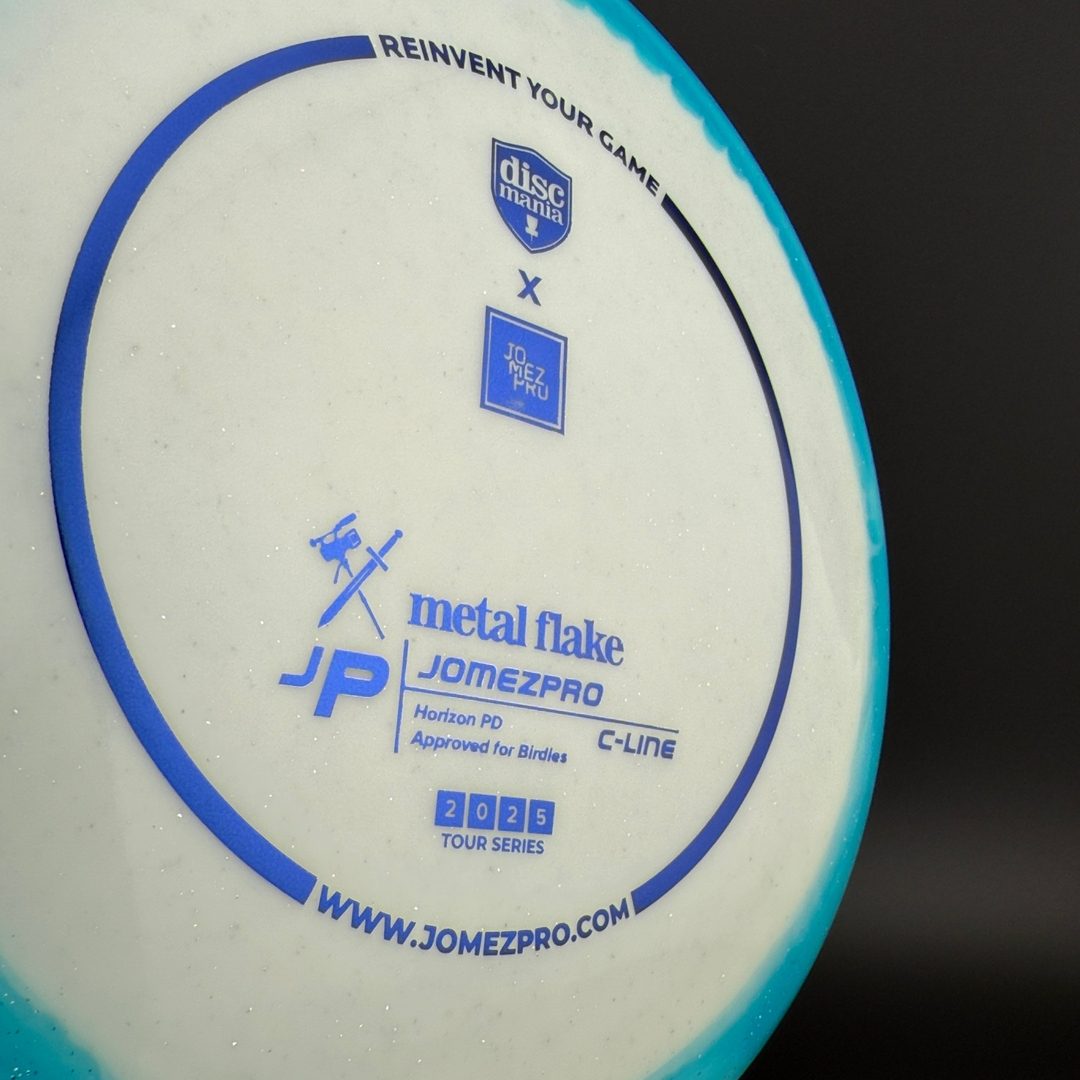 REINVENT YOUR GAME
disc
mania
X
JO
MEZ
PRO
metal flake
JP
JOMEZPRO
Horizon PD
C-LINE
Approved for Birdies
2025
TOUR SERIES
WWW.JOMEZPRO.COM